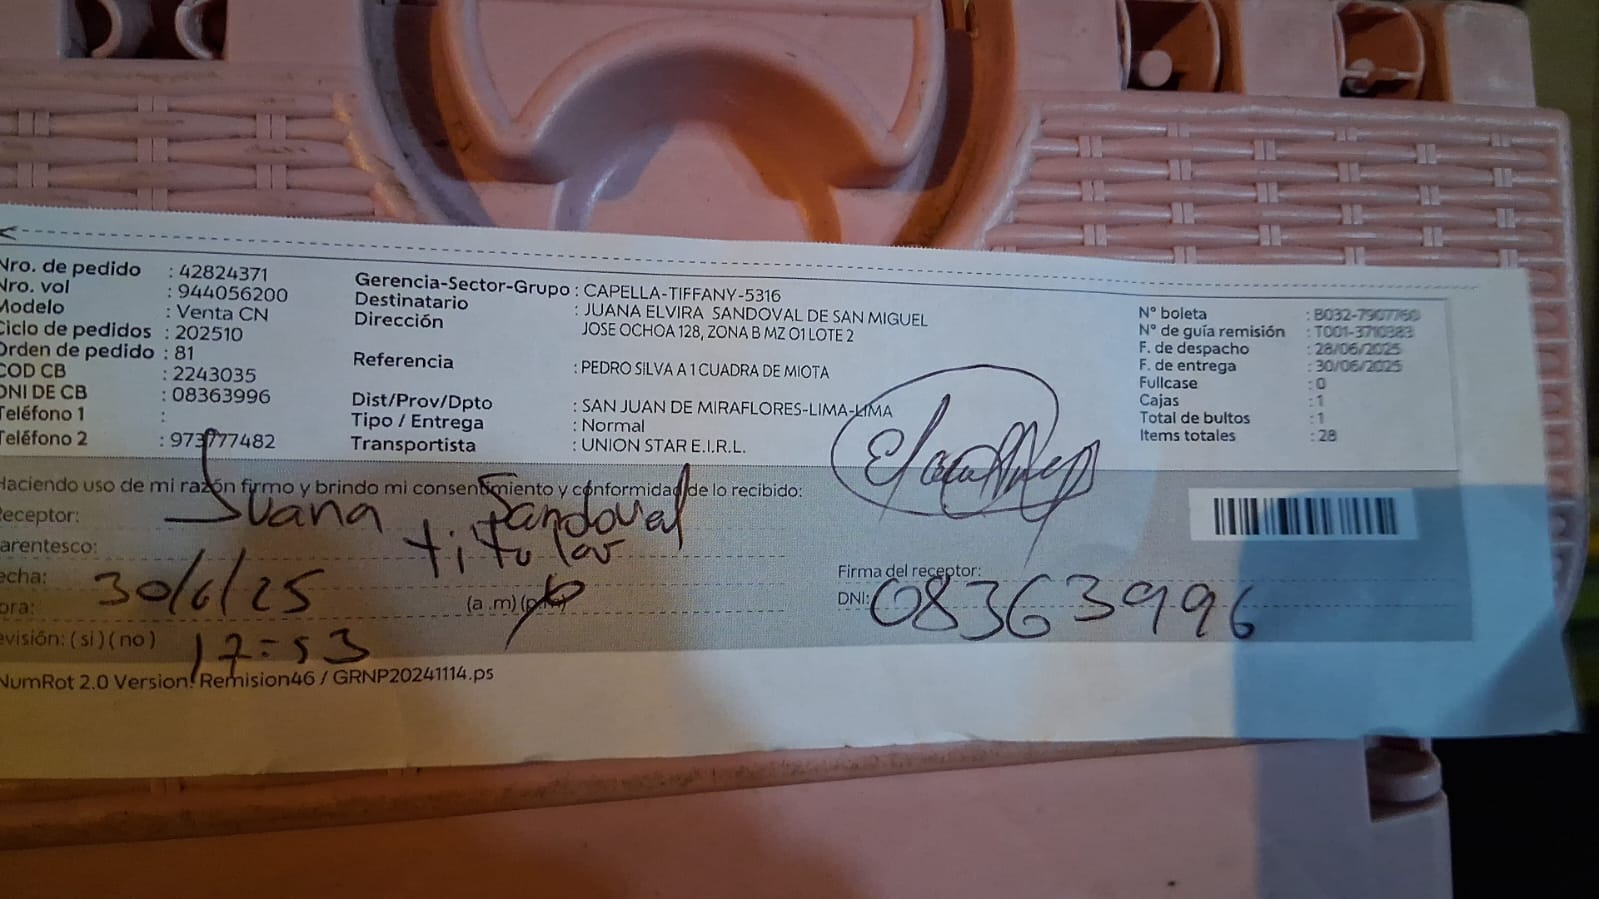 Nro. de pedido : 42824371
Nro. vol : 944056200
Modelo : Venta CN
Ciclo de pedidos : 202510
Orden de pedido : 81
COD CB : 2243035
DNI DE CB : 08363996
Teléfono 1 :
Teléfono 2 : 973777482
Gerencia-Sector-Grupo : CAPELLA-TIFFANY-5316
Destinatario : JUANA ELVIRA SANDOVAL DE SAN MIGUEL
Dirección JOSE OCHOA 128, ZONA B MZ O1 LOTE 2
Referencia : PEDRO SILVA A 1 CUADRA DE MIOTA
Dist/Prov/Dpto : SAN JUAN DE MIRAFLORES-LIMA-LIMA
Tipo / Entrega : Normal
Transportista : UNION STAR E.I.R.L.
N° boleta : B032-7907760
N° de guía remisión : T001-3710383
F. de despacho : 28/06/2025
F. de entrega : 30/06/2025
Fullcase : 0
Cajas : 1
Total de bultos : 1
Items totales : 28
Haciendo uso de mi razón firmo y brindo mi consentimiento y conformidad de lo recibido:
Receptor: Juana Sandoval
arentesco: titular
echa: 30/6/25
ora: 17:53 (a .m) (p.m)
evisión: ( si ) ( no )
Firma del receptor:
DNI: 08363996
NumRot 2.0 Version: Remision46 / GRNP20241114.ps